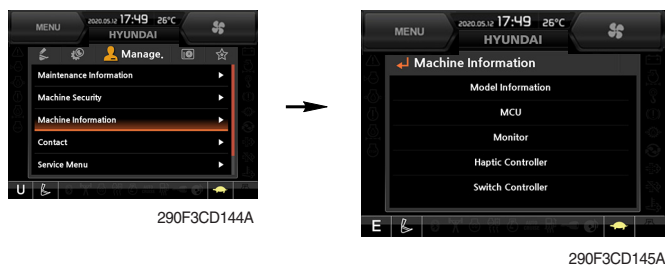 MENU
2020.05.12 17:49 26°C
HYUNDAI
Manage.
Maintenance Information
Machine Security
Machine Information
Contact
Service Menu
U
290F3CD144A
MENU
2020.05.12 17:49 26°C
HYUNDAI
Machine Information
Model Information
MCU
Monitor
Haptic Controller
Switch Controller
E
290F3CD145A